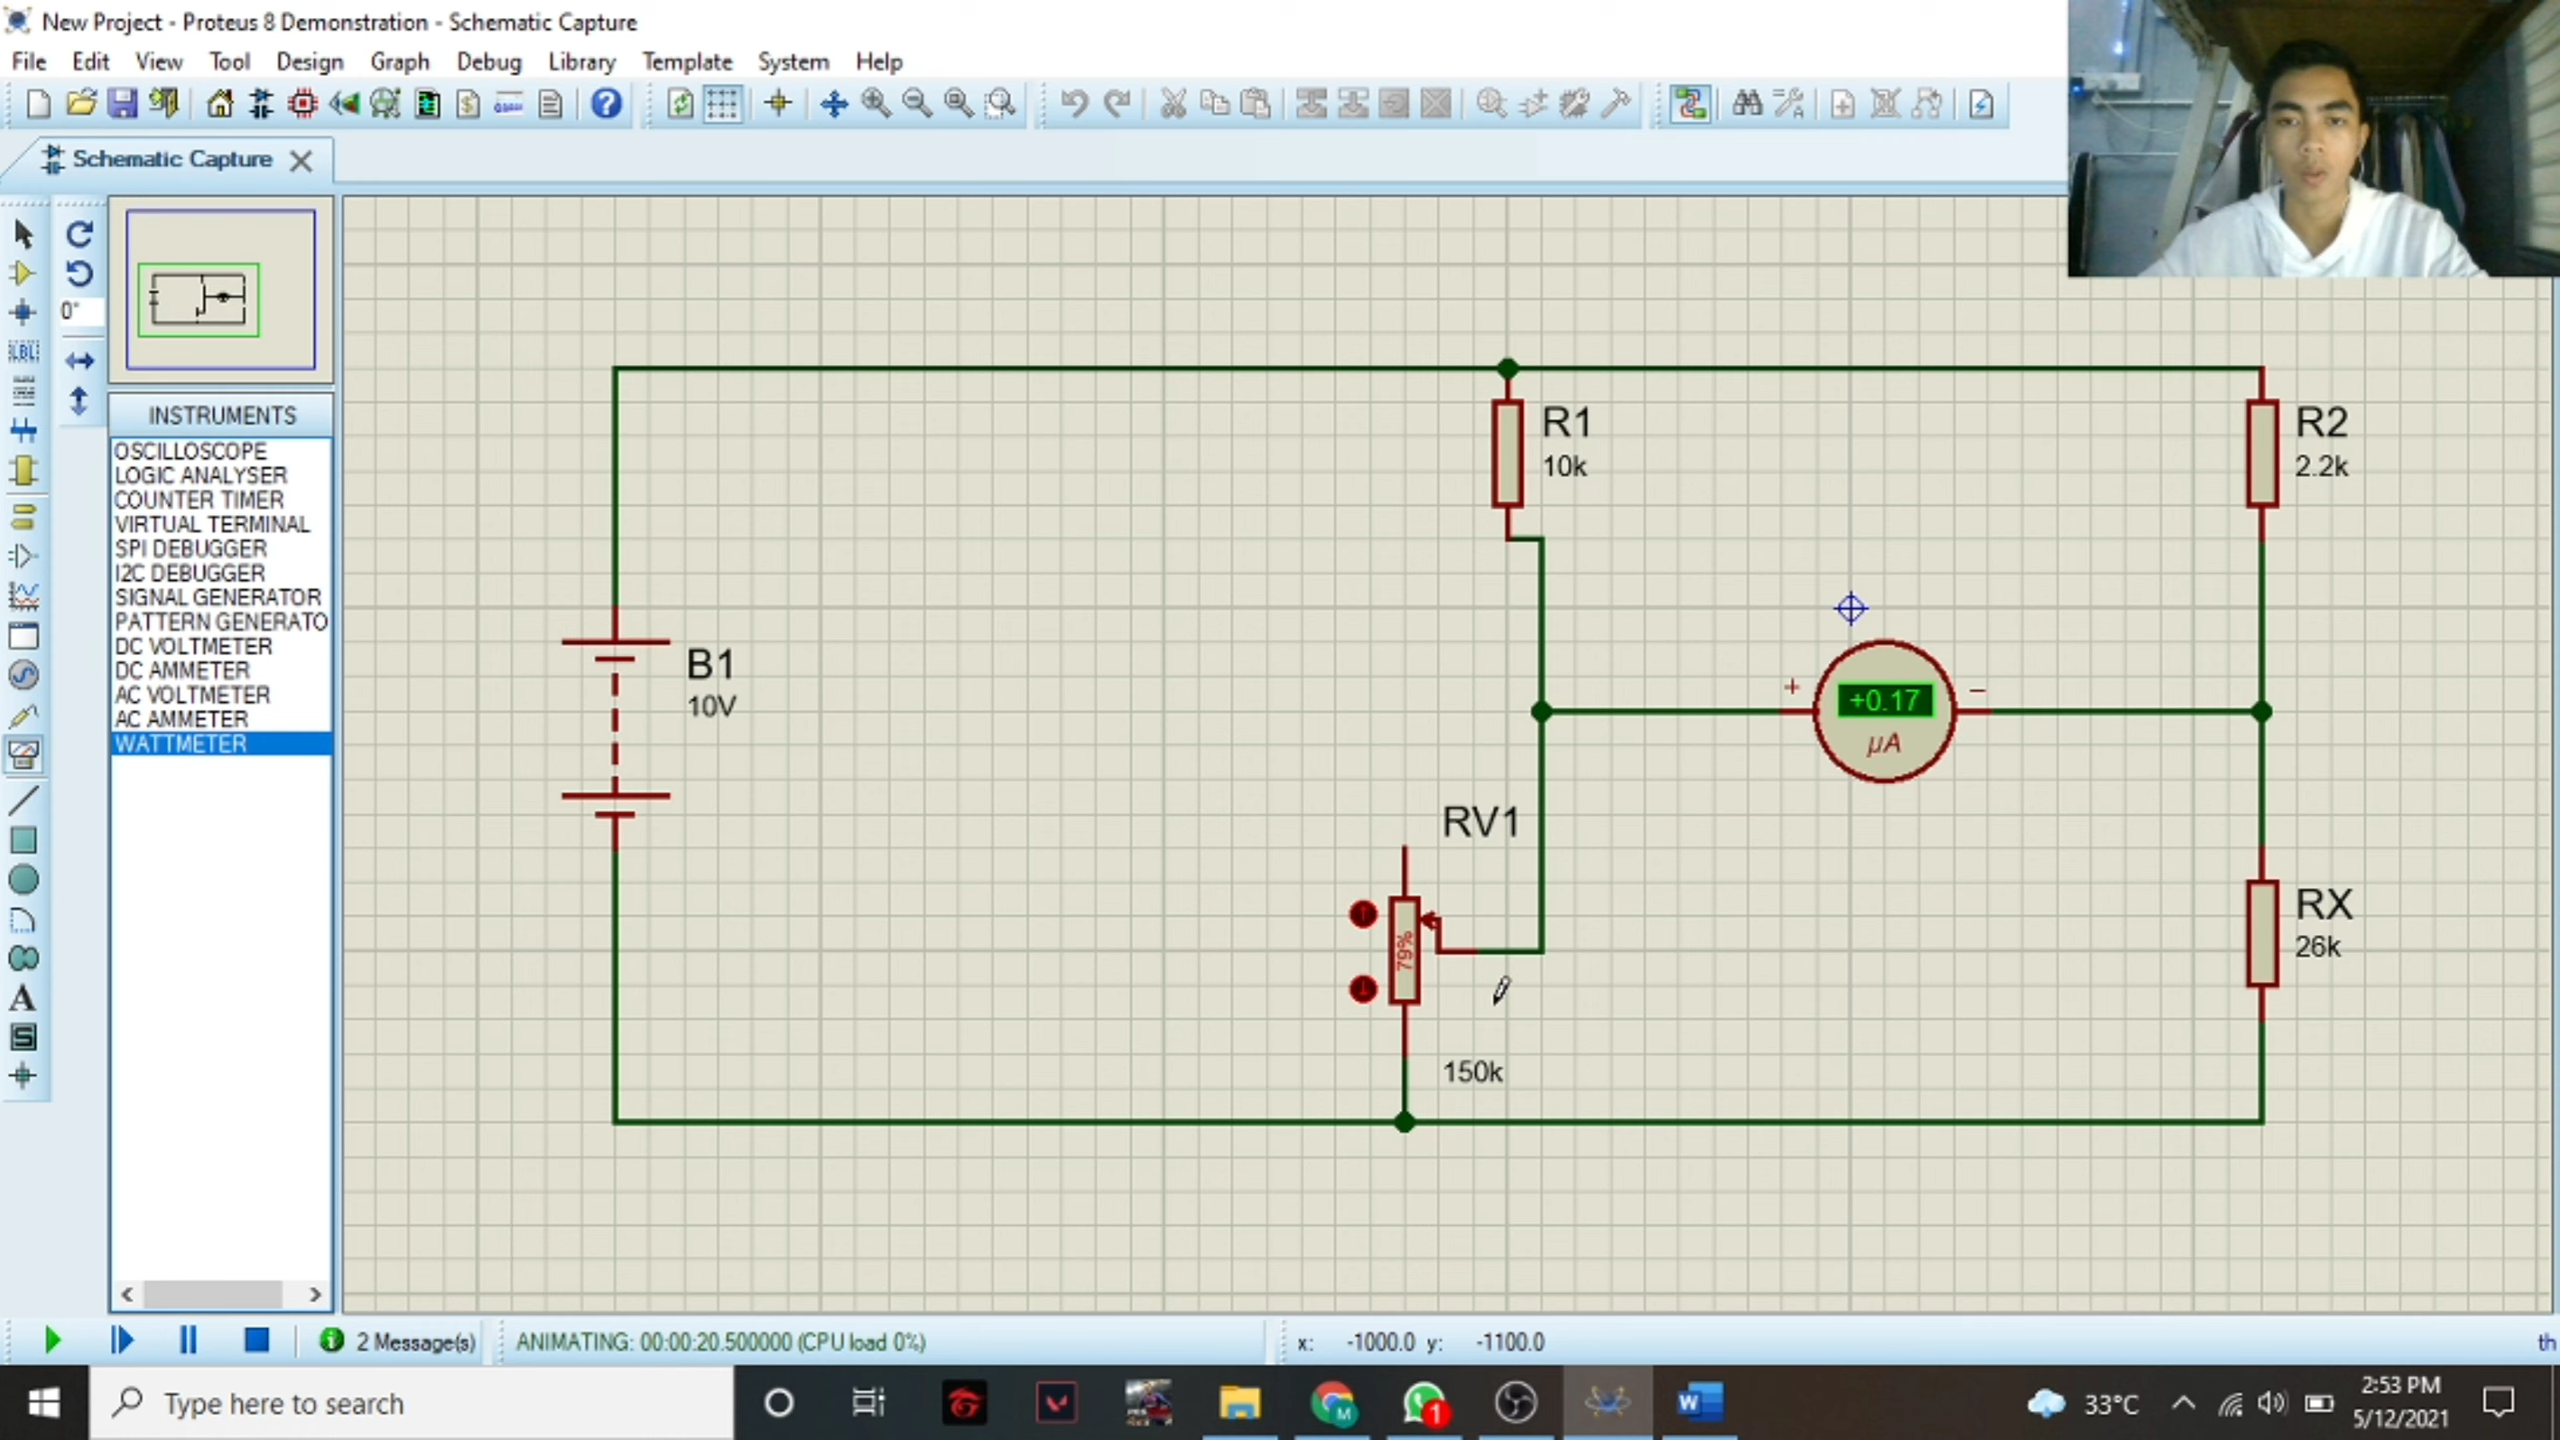 New Project - Proteus 8 Demonstration - Schematic Capture
File Edit View Tool Design Graph Debug Library Template System Help
Schematic Capture
0°
LBL
INSTRUMENTS
OSCILLOSCOPE
LOGIC ANALYSER
COUNTER TIMER
VIRTUAL TERMINAL
SPI DEBUGGER
I2C DEBUGGER
SIGNAL GENERATOR
PATTERN GENERATO
DC VOLTMETER
DC AMMETER
AC VOLTMETER
AC AMMETER
WATTMETER
A
S
R1
10k
R2
2.2k
B1
10V
+ −
+0.17
µA
RV1
79%
150k
RX
26k
2 Message(s)
ANIMATING: 00:00:20.500000 (CPU load 0%)
x: -1000.0 y: -1100.0
th
Type here to search
M
1
W
33°C
2:53 PM
5/12/2021